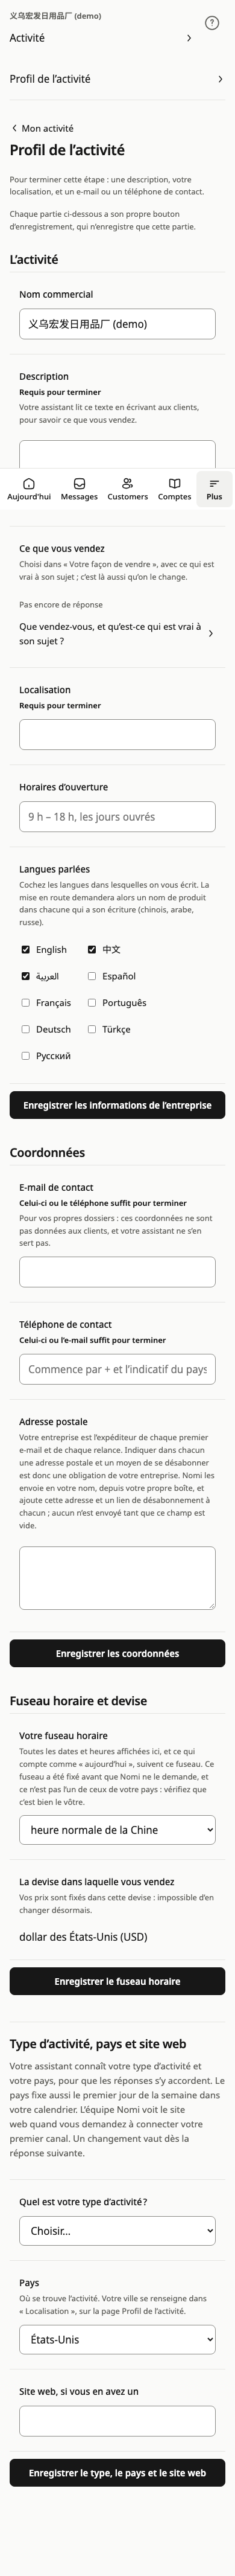 义乌宏发日用品厂 (demo)
Activité
Profil de l’activité
Mon activité
Profil de l’activité
Pour terminer cette étape : une description, votre
localisation, et un e-mail ou un téléphone de contact.
Chaque partie ci-dessous a son propre bouton
d’enregistrement, qui n’enregistre que cette partie.
L’activité
Nom commercial
义乌宏发日用品厂 (demo)
Description
Requis pour terminer
Votre assistant lit ce texte en écrivant aux clients,
pour savoir ce que vous vendez.
Aujourd’hui
Messages
Customers
Comptes
Plus
Ce que vous vendez
Choisi dans « Votre façon de vendre », avec ce qui est
vrai à son sujet ; c’est là aussi qu’on le change.
Pas encore de réponse
Que vendez-vous, et qu’est-ce qui est vrai à
son sujet ?
Localisation
Requis pour terminer
Horaires d’ouverture
9 h – 18 h, les jours ouvrés
Langues parlées
Cochez les langues dans lesquelles on vous écrit. La
mise en route demandera alors un nom de produit
dans chacune qui a son écriture (chinois, arabe,
russe).
English
中文
العربية
Español
Français
Português
Deutsch
Türkçe
Русский
Enregistrer les informations de l’entreprise
Coordonnées
E-mail de contact
Celui-ci ou le téléphone suffit pour terminer
Pour vos propres dossiers : ces coordonnées ne sont
pas données aux clients, et votre assistant ne s’en
sert pas.
Téléphone de contact
Celui-ci ou l’e-mail suffit pour terminer
Commence par + et l’indicatif du pays
Adresse postale
Votre entreprise est l’expéditeur de chaque premier
e-mail et de chaque relance. Indiquer dans chacun
une adresse postale et un moyen de se désabonner
est donc une obligation de votre entreprise. Nomi les
envoie en votre nom, depuis votre propre boîte, et
ajoute cette adresse et un lien de désabonnement à
chacun ; aucun n’est envoyé tant que ce champ est
vide.
Enregistrer les coordonnées
Fuseau horaire et devise
Votre fuseau horaire
Toutes les dates et heures affichées ici, et ce qui
compte comme « aujourd’hui », suivent ce fuseau. Ce
fuseau a été fixé avant que Nomi ne le demande, et
ce n’est pas l’un de ceux de votre pays : vérifiez que
c’est bien le vôtre.
heure normale de la Chine
La devise dans laquelle vous vendez
Vos prix sont fixés dans cette devise : impossible d’en
changer désormais.
dollar des États-Unis (USD)
Enregistrer le fuseau horaire
Type d’activité, pays et site web
Votre assistant connaît votre type d’activité et
votre pays, pour que les réponses s’y accordent. Le
pays fixe aussi le premier jour de la semaine dans
votre calendrier. L’équipe Nomi voit le site
web quand vous demandez à connecter votre
premier canal. Un changement vaut dès la
réponse suivante.
Quel est votre type d’activité ?
Choisir…
Pays
Où se trouve l’activité. Votre ville se renseigne dans
« Localisation », sur la page Profil de l’activité.
États-Unis
Site web, si vous en avez un
Enregistrer le type, le pays et le site web